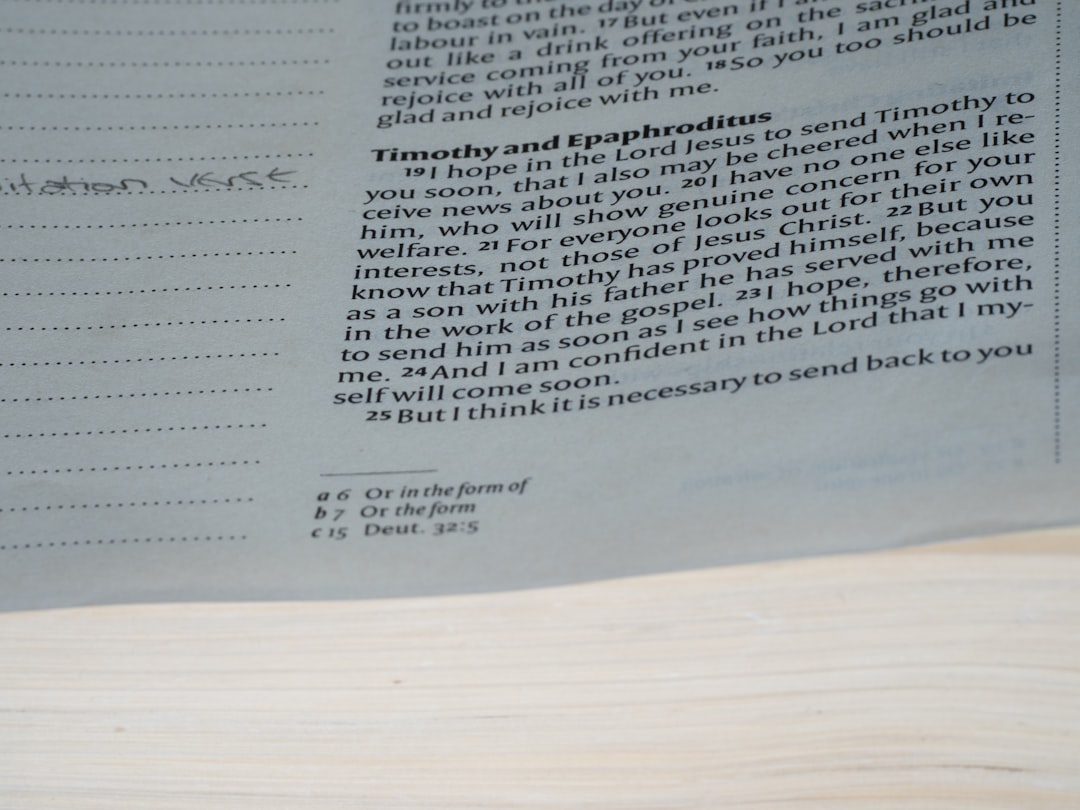 firmly to
to boast on the day of
labour in vain. 17 But even if I
out like a drink offering on the
service coming from your faith, I am glad and
rejoice with all of you. 18 So you too should be
glad and rejoice with me.
Timothy and Epaphroditus
19 I hope in the Lord Jesus to send Timothy to
you soon, that I also may be cheered when I re-
ceive news about you. 20 I have no one else like
him, who will show genuine concern for your
welfare. 21 For everyone looks out for their own
interests, not those of Jesus Christ. 22 But you
know that Timothy has proved himself, because
as a son with his father he has served with me
in the work of the gospel. 23 I hope, therefore,
to send him as soon as I see how things go with
me. 24 And I am confident in the Lord that I my-
self will come soon.
25 But I think it is necessary to send back to you
a 6 Or in the form of
b 7 Or the form
c 15 Deut. 32:5
verse